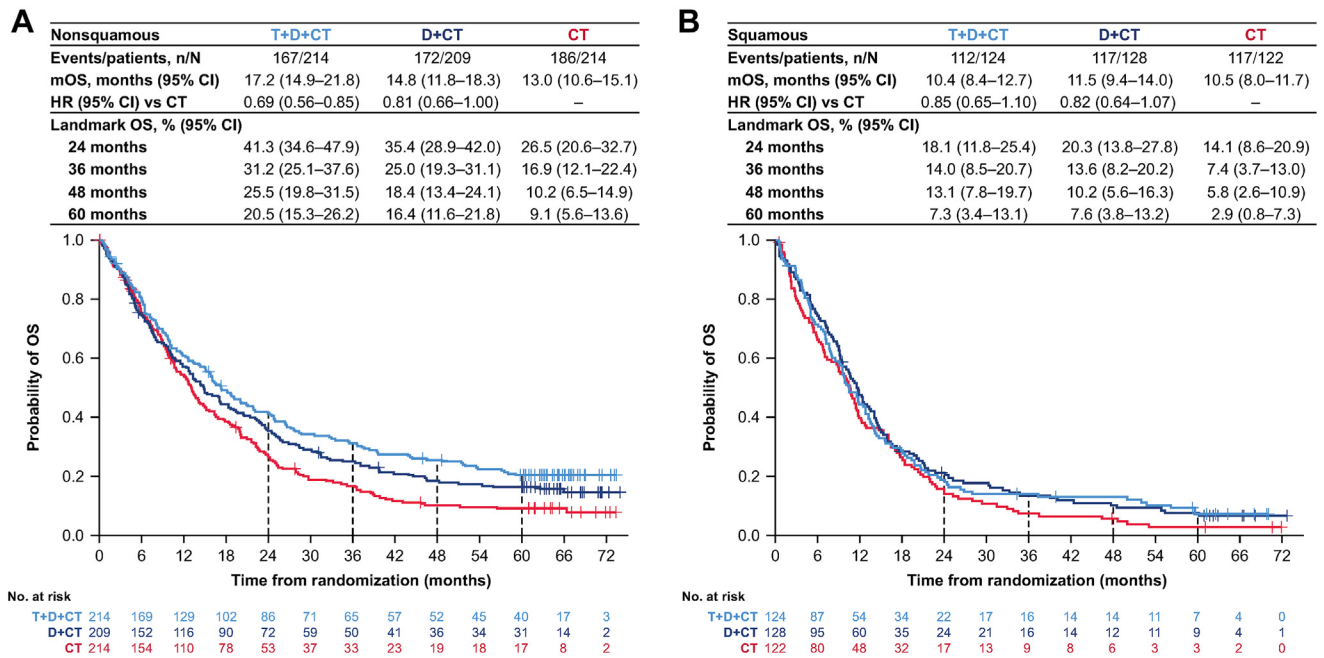 A
Nonsquamous T+D+CT D+CT CT
Events/patients, n/N 167/214 172/209 186/214
mOS, months (95% CI) 17.2 (14.9–21.8) 14.8 (11.8–18.3) 13.0 (10.6–15.1)
HR (95% CI) vs CT 0.69 (0.56–0.85) 0.81 (0.66–1.00) –
Landmark OS, % (95% CI)
24 months 41.3 (34.6–47.9) 35.4 (28.9–42.0) 26.5 (20.6–32.7)
36 months 31.2 (25.1–37.6) 25.0 (19.3–31.1) 16.9 (12.1–22.4)
48 months 25.5 (19.8–31.5) 18.4 (13.4–24.1) 10.2 (6.5–14.9)
60 months 20.5 (15.3–26.2) 16.4 (11.6–21.8) 9.1 (5.6–13.6)
Probability of OS
1.0
0.8
0.6
0.4
0.2
0.0
0 6 12 18 24 30 36 42 48 54 60 66 72
Time from randomization (months)
No. at risk
T+D+CT 214 169 129 102 86 71 65 57 52 45 40 17 3
D+CT 209 152 116 90 72 59 50 41 36 34 31 14 2
CT 214 154 110 78 53 37 33 23 19 18 17 8 2
B
Squamous T+D+CT D+CT CT
Events/patients, n/N 112/124 117/128 117/122
mOS, months (95% CI) 10.4 (8.4–12.7) 11.5 (9.4–14.0) 10.5 (8.0–11.7)
HR (95% CI) vs CT 0.85 (0.65–1.10) 0.82 (0.64–1.07) –
Landmark OS, % (95% CI)
24 months 18.1 (11.8–25.4) 20.3 (13.8–27.8) 14.1 (8.6–20.9)
36 months 14.0 (8.5–20.7) 13.6 (8.2–20.2) 7.4 (3.7–13.0)
48 months 13.1 (7.8–19.7) 10.2 (5.6–16.3) 5.8 (2.6–10.9)
60 months 7.3 (3.4–13.1) 7.6 (3.8–13.2) 2.9 (0.8–7.3)
Probability of OS
1.0
0.8
0.6
0.4
0.2
0.0
0 6 12 18 24 30 36 42 48 54 60 66 72
Time from randomization (months)
No. at risk
T+D+CT 124 87 54 34 22 17 16 14 14 11 7 4 0
D+CT 128 95 60 35 24 21 16 14 12 11 9 4 1
CT 122 80 48 32 17 13 9 8 6 3 3 2 0